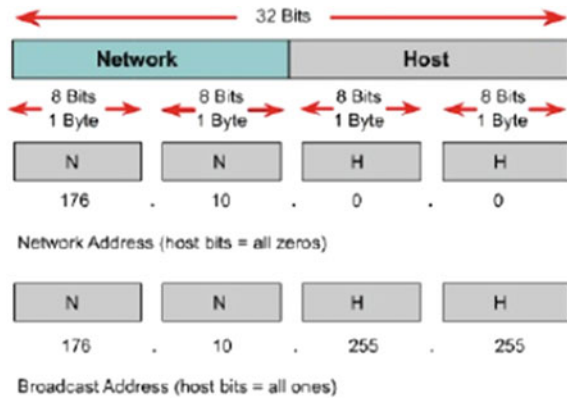 32 Bits
Network Host
8 Bits 8 Bits 8 Bits 8 Bits
1 Byte 1 Byte 1 Byte 1 Byte
N N H H
176 . 10 . 0 . 0
Network Address (host bits = all zeros)
N N H H
176 . 10 . 255 . 255
Broadcast Address (host bits = all ones)